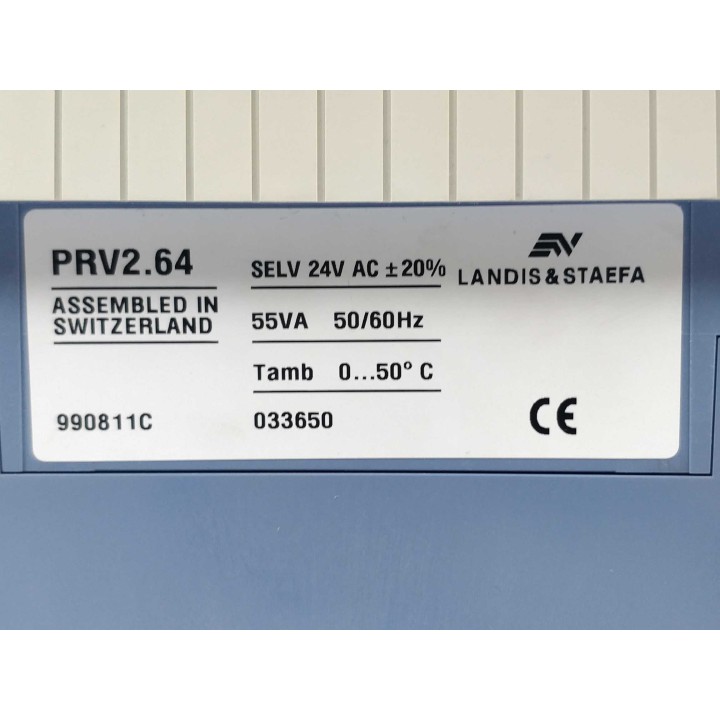 PRV2.64
ASSEMBLED IN
SWITZERLAND
990811C
SELV 24V AC ±20%
55VA 50/60Hz
Tamb 0...50° C
033650
LANDIS & STAEFA
CE